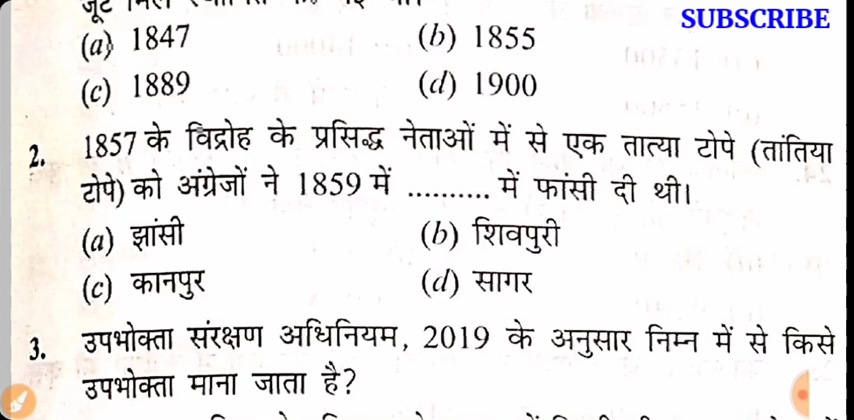 SUBSCRIBE
(a) 1847 (b) 1855
(c) 1889 (d) 1900
2. 1857 के विद्रोह के प्रसिद्ध नेताओं में से एक तात्या टोपे (तांतिया
टोपे) को अंग्रेजों ने 1859 में .......... में फांसी दी थी।
(a) झांसी (b) शिवपुरी
(c) कानपुर (d) सागर
3. उपभोक्ता संरक्षण अधिनियम, 2019 के अनुसार निम्न में से किसे
उपभोक्ता माना जाता है?